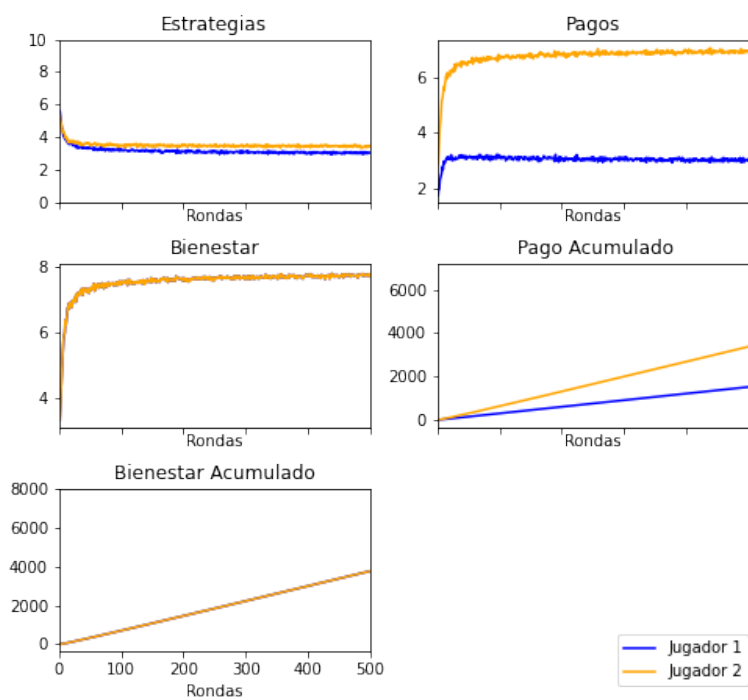 Estrategias
10
8
6
4
2
0
Rondas
Pagos
6
4
2
Rondas
Bienestar
8
6
4
Rondas
Pago Acumulado
6000
4000
2000
0
Rondas
Bienestar Acumulado
8000
6000
4000
2000
0
0 100 200 300 400 500
Rondas
Jugador 1
Jugador 2